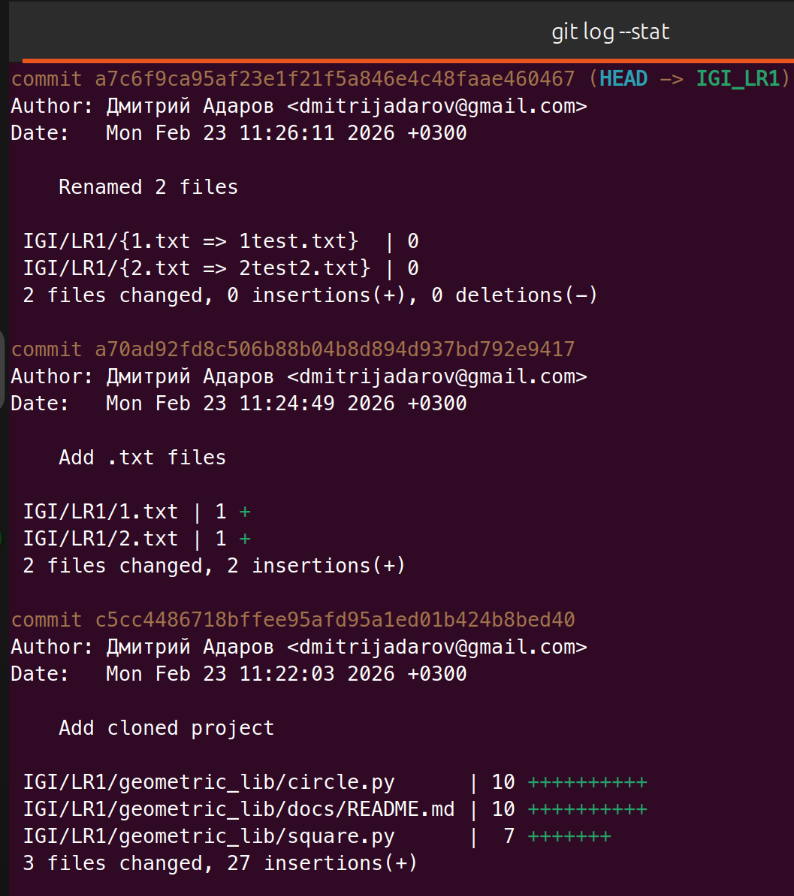 git log --stat
commit a7c6f9ca95af23e1f21f5a846e4c48faae460467 (HEAD -> IGI_LR1)
Author: Дмитрий Адаров <dmitrijadarov@gmail.com>
Date:   Mon Feb 23 11:26:11 2026 +0300
Renamed 2 files
IGI/LR1/{1.txt => 1test.txt}  | 0
IGI/LR1/{2.txt => 2test2.txt} | 0
2 files changed, 0 insertions(+), 0 deletions(-)
commit a70ad92fd8c506b88b04b8d894d937bd792e9417
Author: Дмитрий Адаров <dmitrijadarov@gmail.com>
Date:   Mon Feb 23 11:24:49 2026 +0300
Add .txt files
IGI/LR1/1.txt | 1 +
IGI/LR1/2.txt | 1 +
2 files changed, 2 insertions(+)
commit c5cc4486718bffee95afd95a1ed01b424b8bed40
Author: Дмитрий Адаров <dmitrijadarov@gmail.com>
Date:   Mon Feb 23 11:22:03 2026 +0300
Add cloned project
IGI/LR1/geometric_lib/circle.py      | 10 ++++++++++
IGI/LR1/geometric_lib/docs/README.md | 10 ++++++++++
IGI/LR1/geometric_lib/square.py      |  7 +++++++
3 files changed, 27 insertions(+)